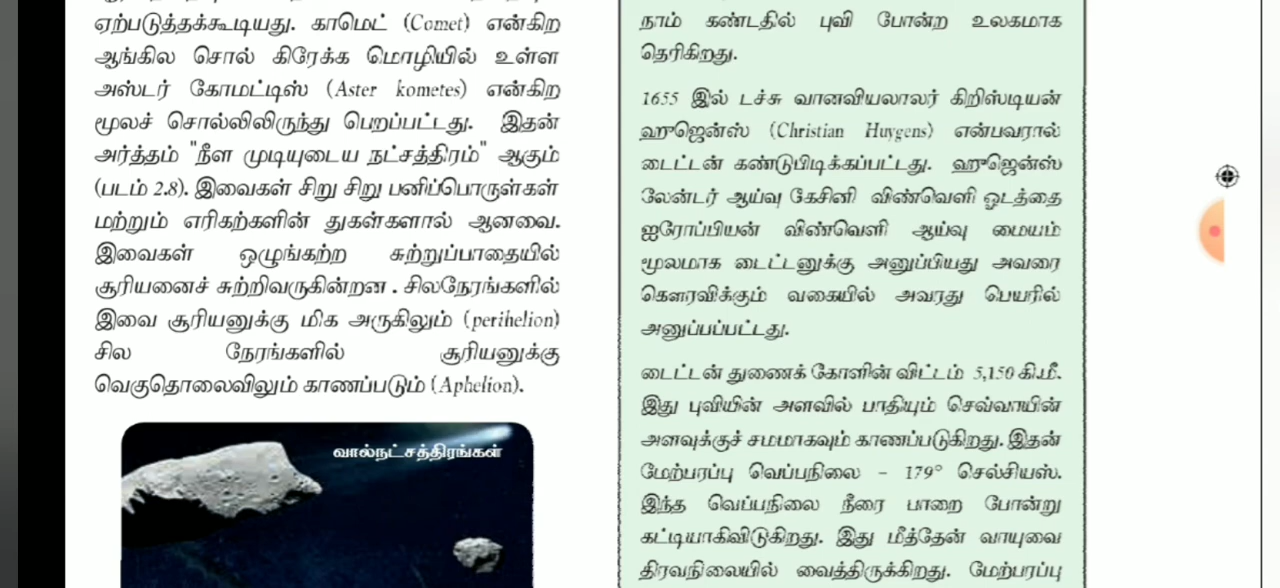 ஏற்படுத்தக்கூடியது. காமெட் (Comet) என்கிற
ஆங்கில சொல் கிரேக்க மொழியில் உள்ள
அஸ்டர் கோமட்டிஸ் (Aster kometes) என்கிற
மூலச் சொல்லிலிருந்து பெறப்பட்டது. இதன்
அர்த்தம் "நீள முடியுடைய நட்சத்திரம்" ஆகும்
(படம் 2.8). இவைகள் சிறு சிறு பனிப்பொருள்கள்
மற்றும் எரிகற்களின் துகள்களால் ஆனவை.
இவைகள் ஒழுங்கற்ற சுற்றுப்பாதையில்
சூரியனைச் சுற்றிவருகின்றன . சிலநேரங்களில்
இவை சூரியனுக்கு மிக அருகிலும் (perihelion)
சில நேரங்களில் சூரியனுக்கு
வெகுதொலைவிலும் காணப்படும் (Aphelion).
வால்நட்சத்திரங்கள்
நாம் கண்டதில் புவி போன்ற உலகமாக
தெரிகிறது.
1655 இல் டச்சு வானவியலாலர் கிறிஸ்டியன்
ஹுஜென்ஸ் (Christian Huygens) என்பவரால்
டைட்டன் கண்டுபிடிக்கப்பட்டது. ஹுஜென்ஸ்
லேன்டர் ஆய்வு கேசினி விண்வெளி ஓடத்தை
ஐரோப்பியன் விண்வெளி ஆய்வு மையம்
மூலமாக டைட்டனுக்கு அனுப்பியது அவரை
கௌரவிக்கும் வகையில் அவரது பெயரில்
அனுப்பப்பட்டது.
டைட்டன் துணைக் கோளின் விட்டம் 5,150 கி.மீ.
இது புவியின் அளவில் பாதியும் செவ்வாயின்
அளவுக்குச் சமமாகவும் காணப்படுகிறது. இதன்
மேற்பரப்பு வெப்பநிலை – 179° செல்சியஸ்.
இந்த வெப்பநிலை நீரை பாறை போன்று
கட்டியாகிவிடுகிறது. இது மீத்தேன் வாயுவை
திரவநிலையில் வைத்திருக்கிறது. மேற்பரப்பு